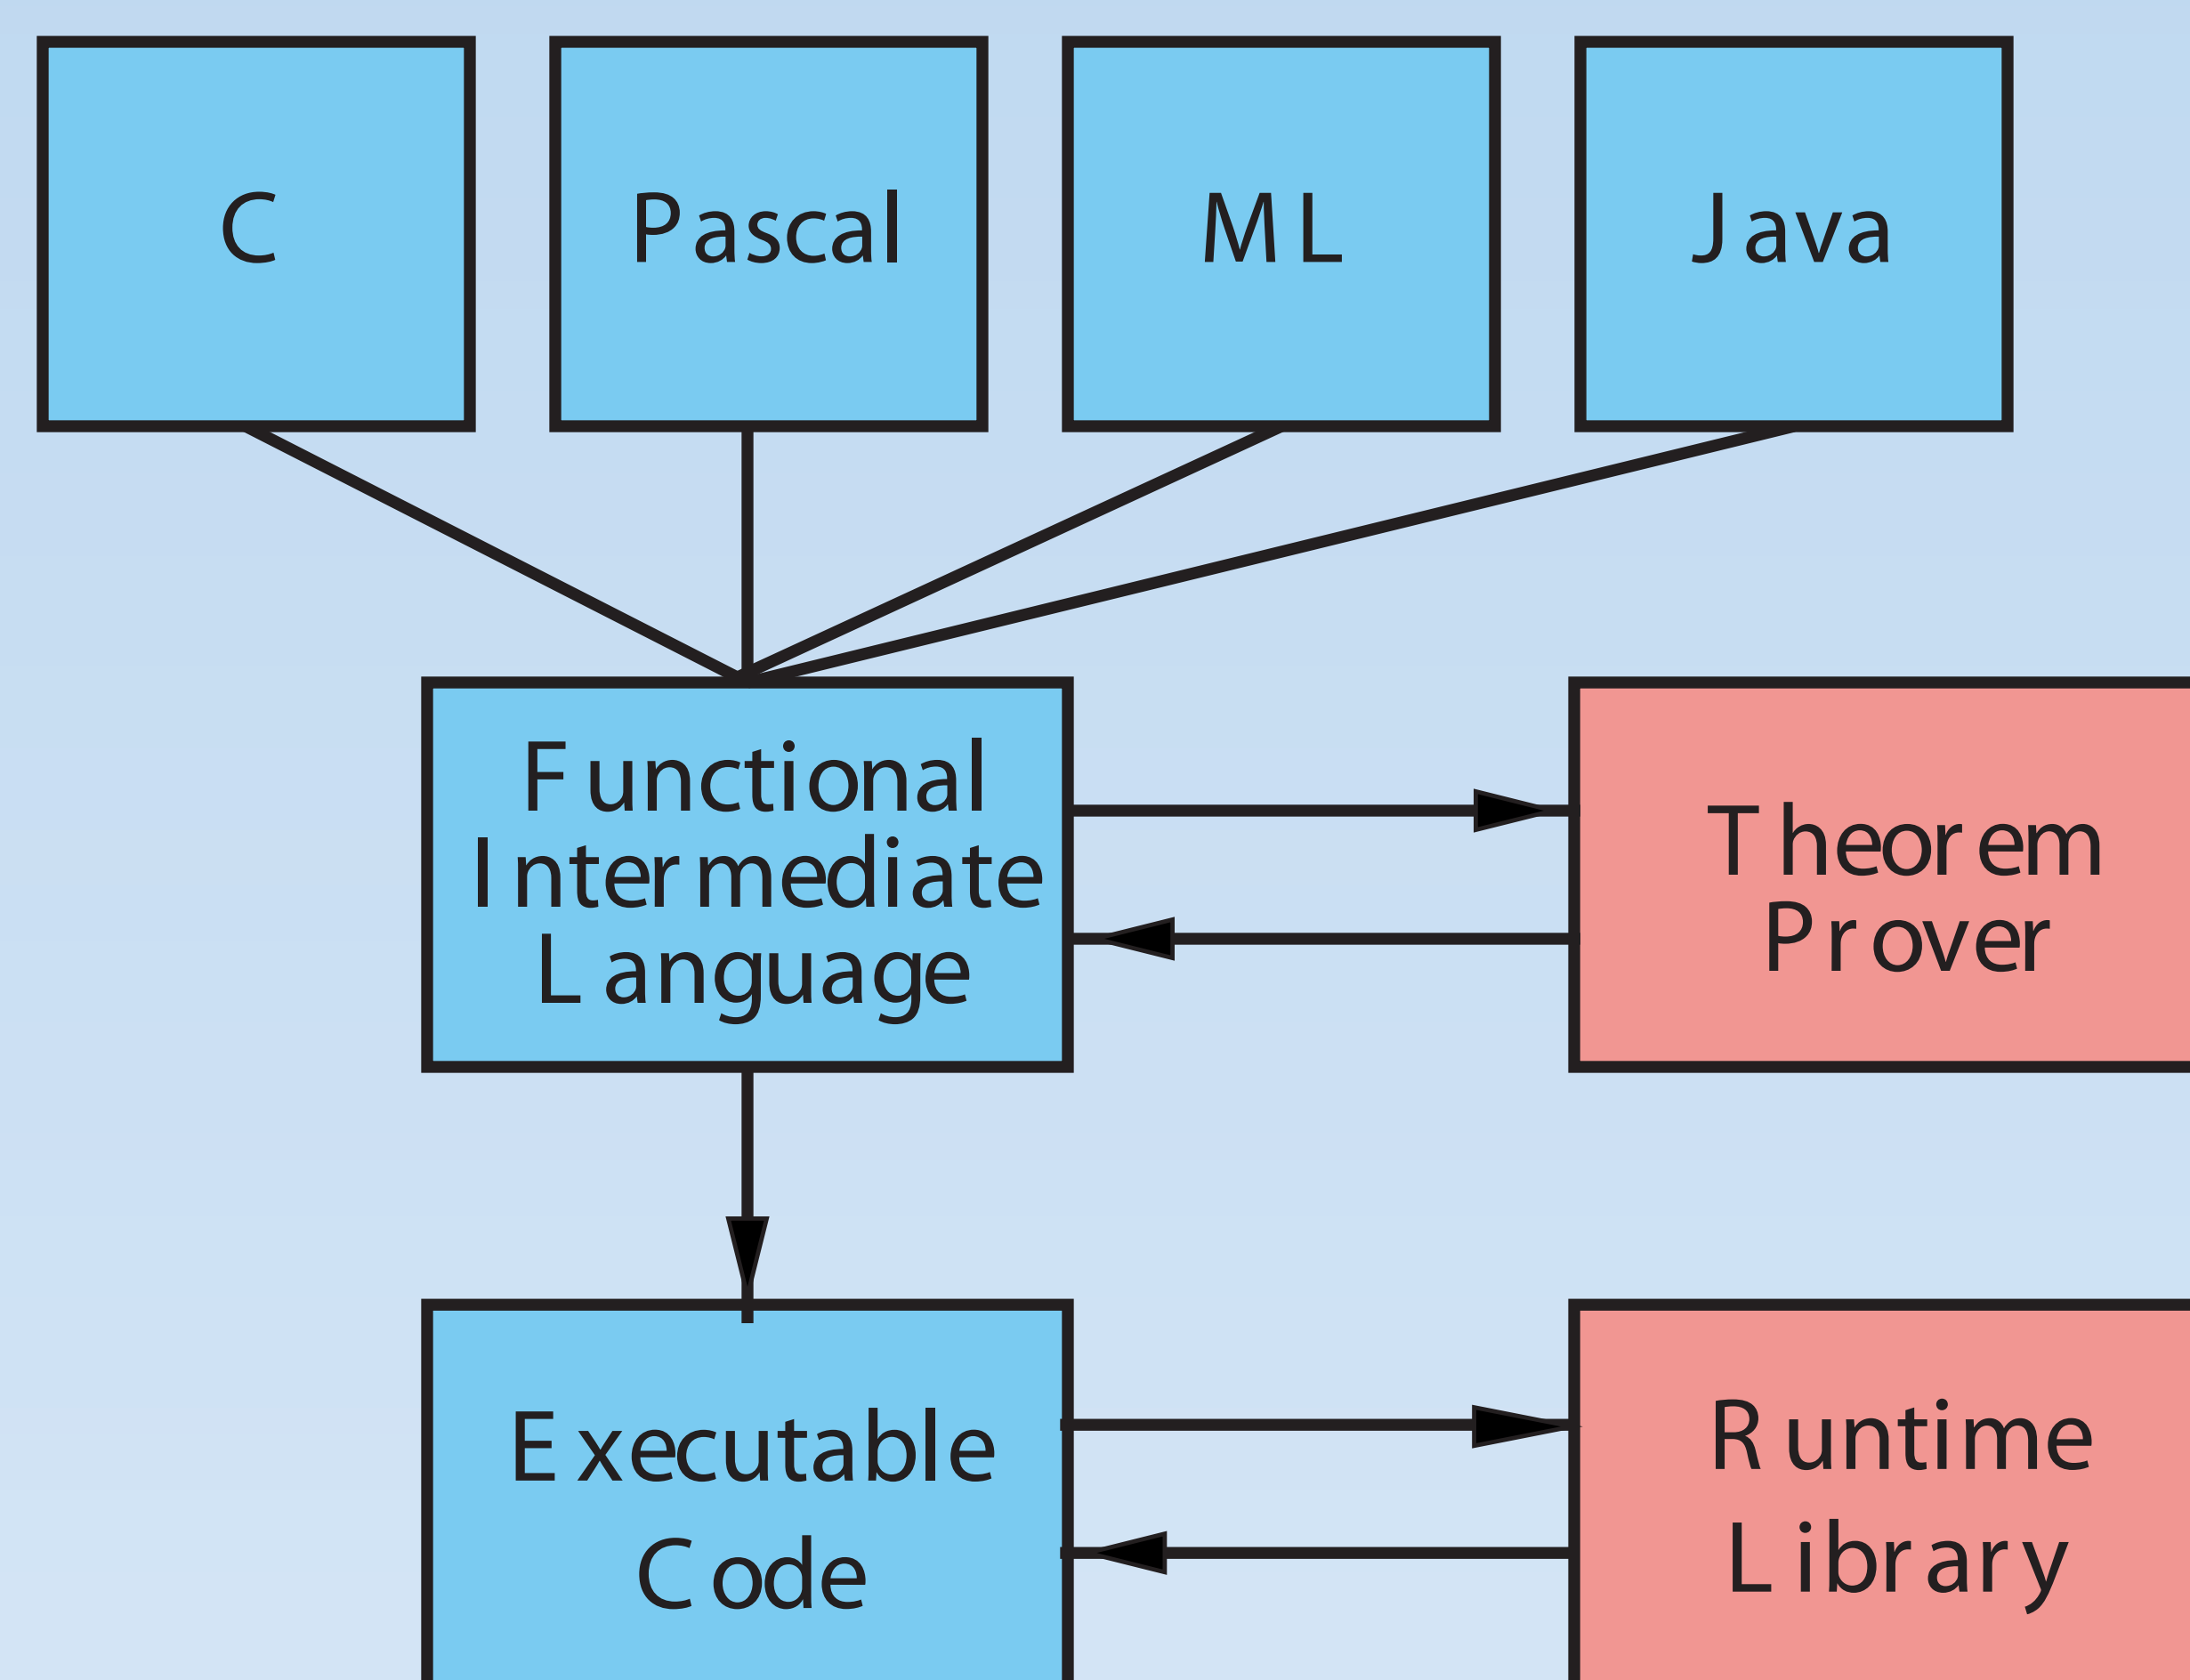 C
Pascal
ML
Java
Functional
Intermediate
Language
Theorem
Prover
Executable
Code
Runtime
Library